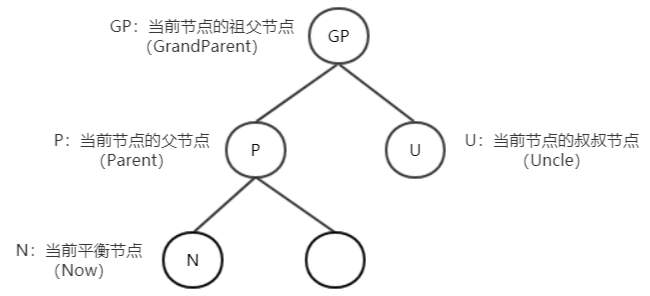 GP：当前节点的祖父节点
（GrandParent）
GP
P：当前节点的父节点
（Parent）
P
U
U：当前节点的叔叔节点
（Uncle）
N：当前平衡节点
（Now）
N